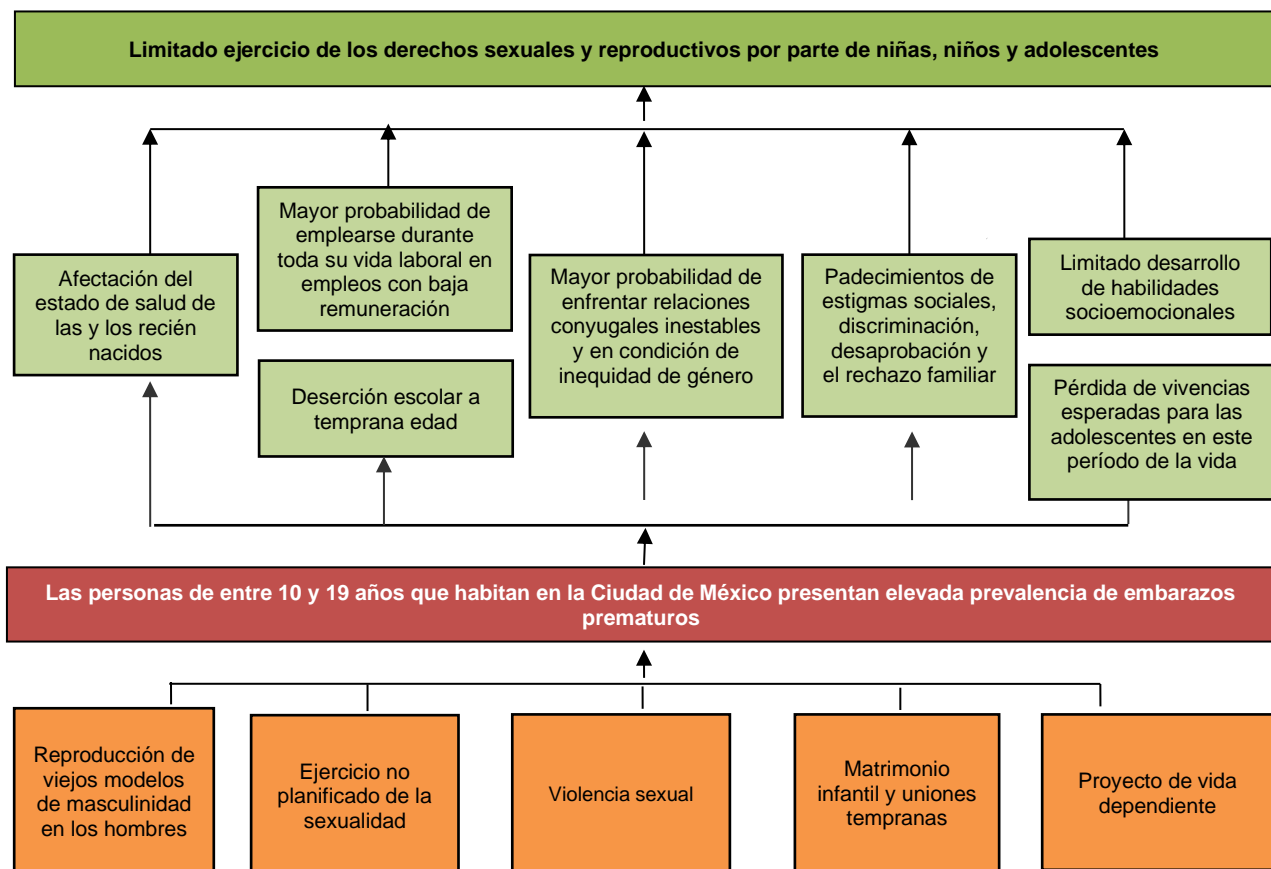 Limitado ejercicio de los derechos sexuales y reproductivos por parte de niñas, niños y adolescentes
Afectación del
estado de salud de
las y los recién
nacidos
Mayor probabilidad de
emplearse durante
toda su vida laboral en
empleos con baja
remuneración
Deserción escolar a
temprana edad
Mayor probabilidad de
enfrentar relaciones
conyugales inestables
y en condición de
inequidad de género
Padecimientos de
estigmas sociales,
discriminación,
desaprobación y
el rechazo familiar
Limitado desarrollo
de habilidades
socioemocionales
Pérdida de vivencias
esperadas para las
adolescentes en este
período de la vida
Las personas de entre 10 y 19 años que habitan en la Ciudad de México presentan elevada prevalencia de embarazos
prematuros
Reproducción de
viejos modelos
de masculinidad
en los hombres
Ejercicio no
planificado de la
sexualidad
Violencia sexual
Matrimonio
infantil y uniones
tempranas
Proyecto de vida
dependiente